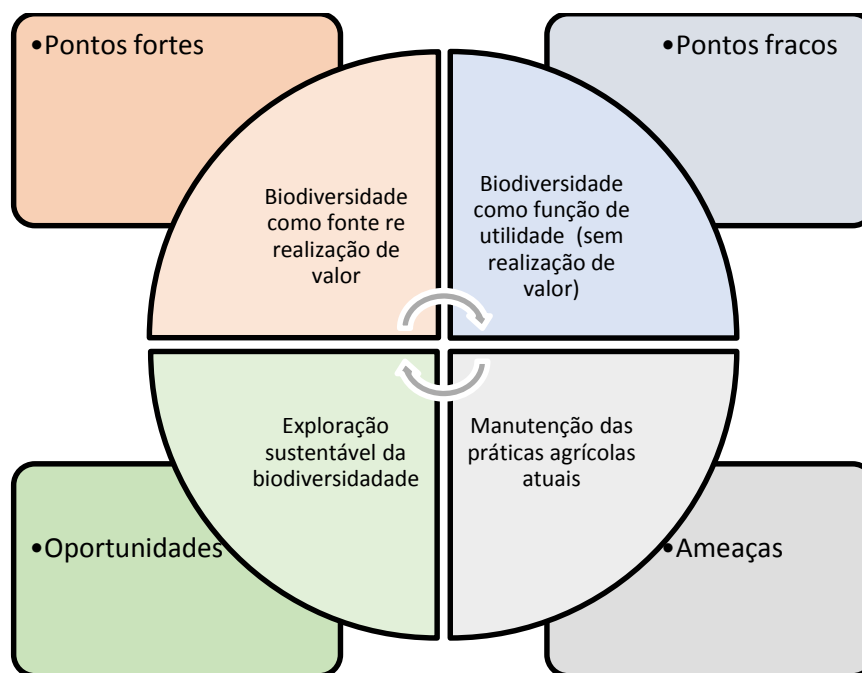 •Pontos fortes
•Pontos fracos
Biodiversidade
como fonte re
realização de
valor
Biodiversidade
como função de
utilidade (sem
realização de
valor)
Exploração
sustentável da
biodiversidadade
Manutenção das
práticas agrícolas
atuais
•Oportunidades
•Ameaças